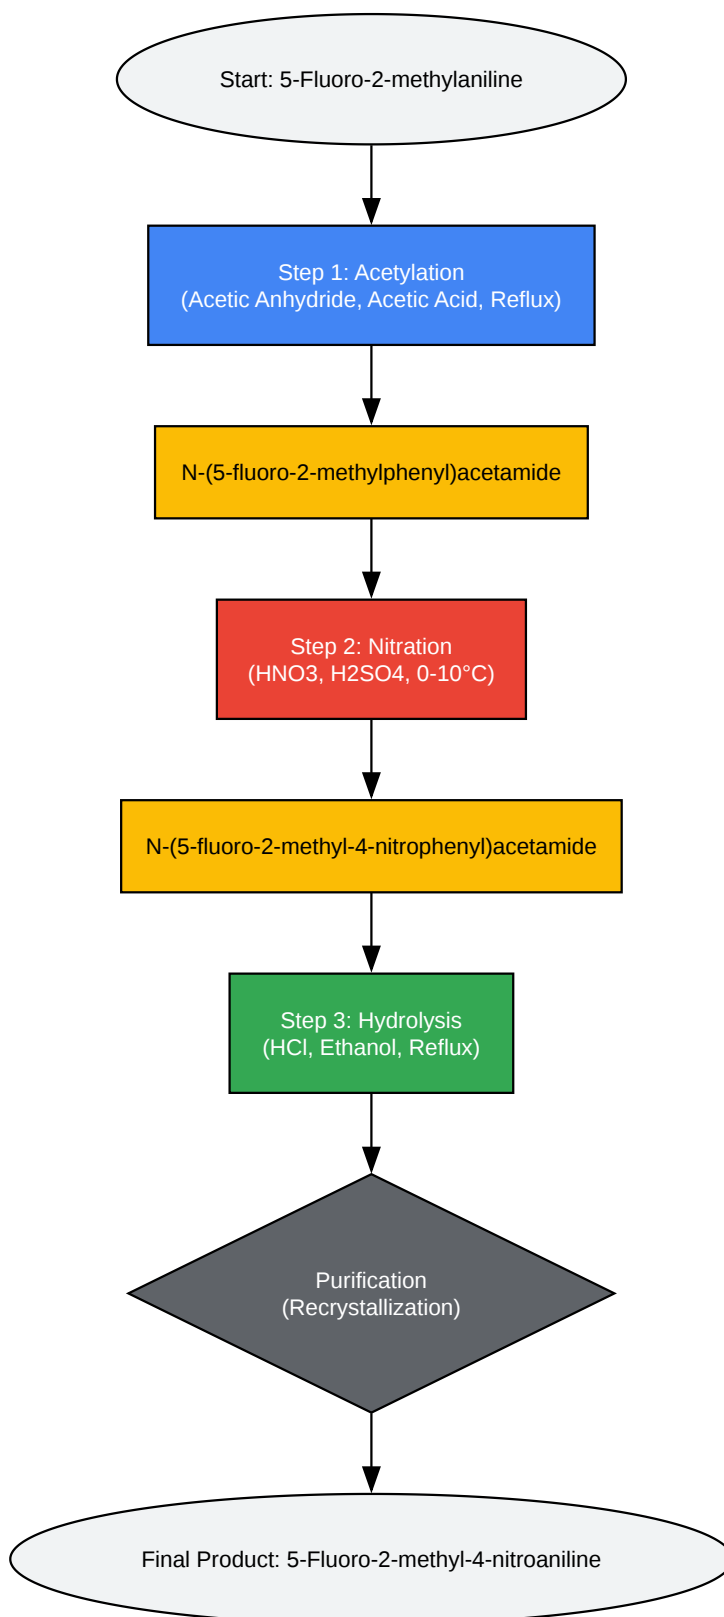 Start: 5-Fluoro-2-methylaniline
Step 1: Acetylation
(Acetic Anhydride, Acetic Acid, Reflux)
N-(5-fluoro-2-methylphenyl)acetamide
Step 2: Nitration
(HNO3, H2SO4, 0-10°C)
N-(5-fluoro-2-methyl-4-nitrophenyl)acetamide
Step 3: Hydrolysis
(HCl, Ethanol, Reflux)
Purification
(Recrystallization)
Final Product: 5-Fluoro-2-methyl-4-nitroaniline